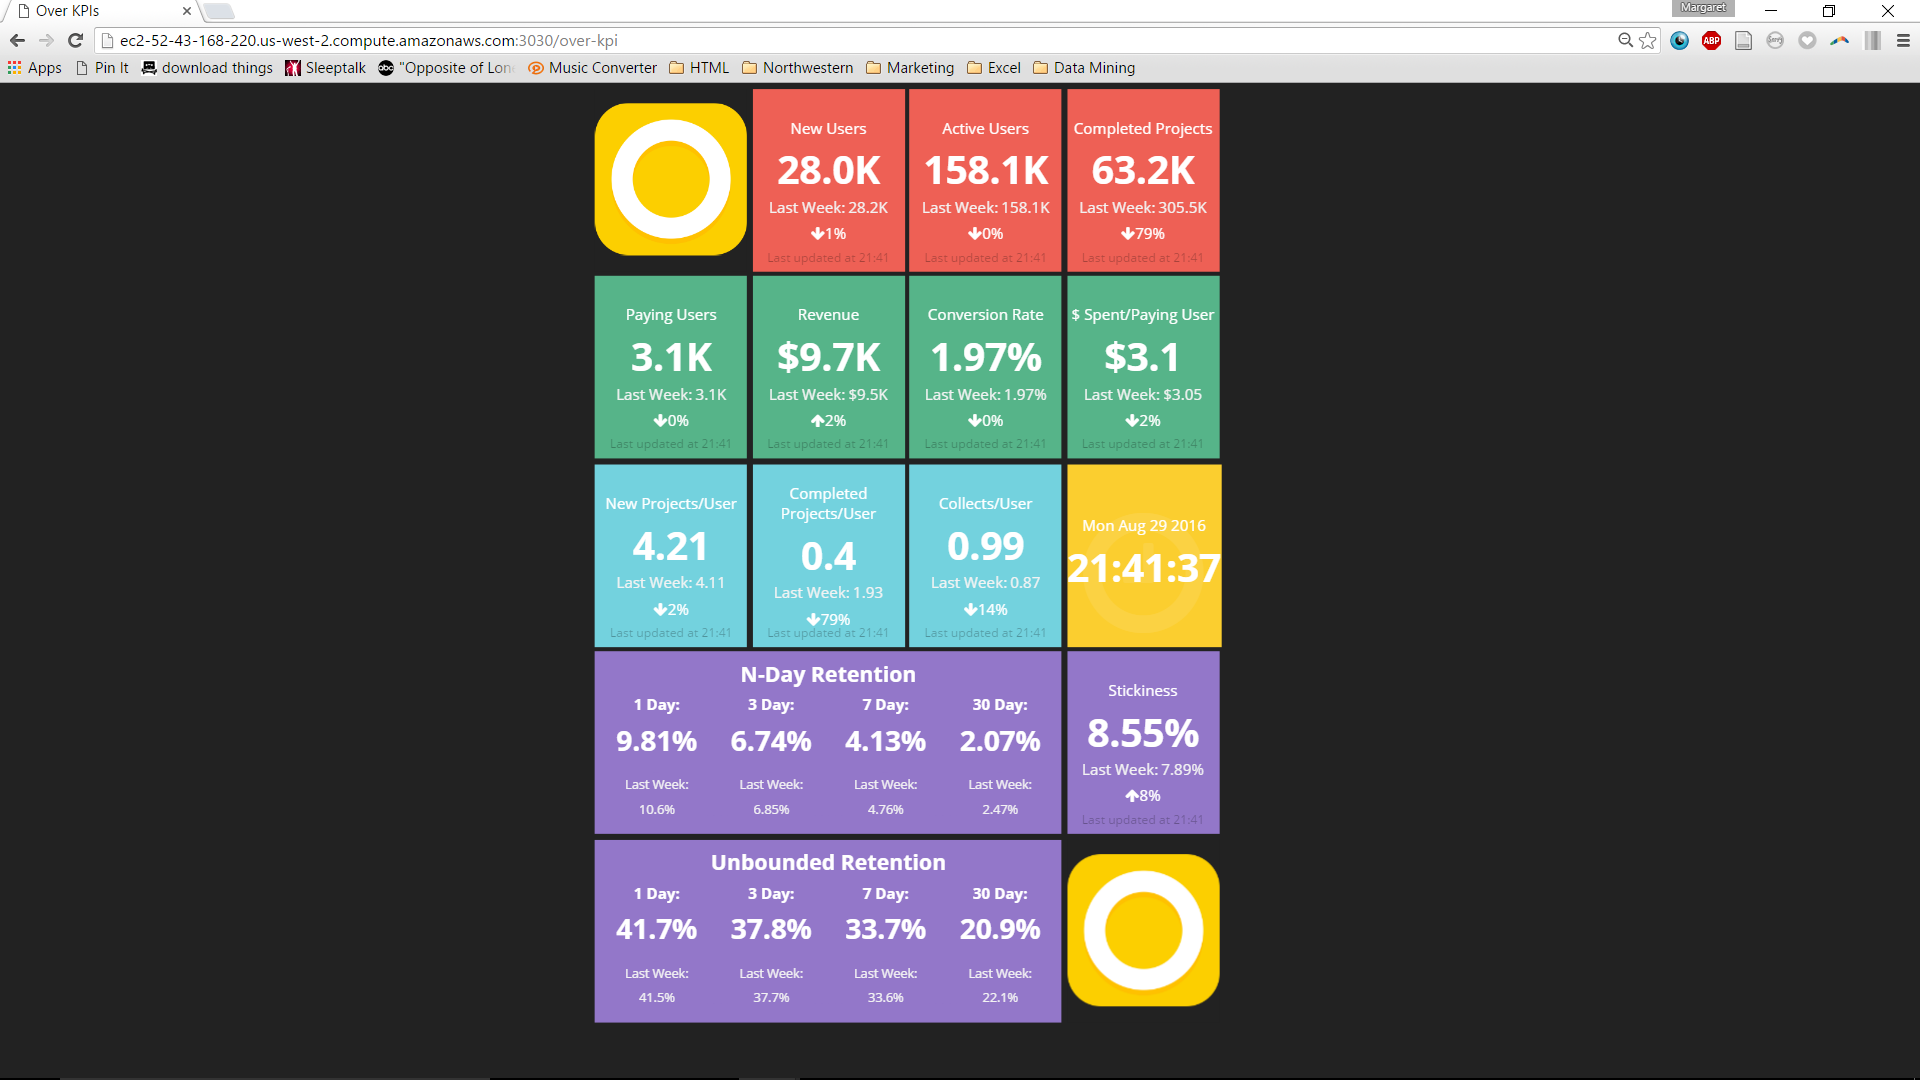 Over KPIs
Margaret
ec2-52-43-168-220.us-west-2.compute.amazonaws.com:3030/over-kpi
ABP
Apps Pin It download things Sleeptalk abc "Opposite of Lon Music Converter HTML Northwestern Marketing Excel Data Mining
New Users
28.0K
Last Week: 28.2K
1%
Last updated at 21:41
Active Users
158.1K
Last Week: 158.1K
0%
Last updated at 21:41
Completed Projects
63.2K
Last Week: 305.5K
79%
Last updated at 21:41
Paying Users
3.1K
Last Week: 3.1K
0%
Last updated at 21:41
Revenue
$9.7K
Last Week: $9.5K
2%
Last updated at 21:41
Conversion Rate
1.97%
Last Week: 1.97%
0%
Last updated at 21:41
$ Spent/Paying User
$3.1
Last Week: $3.05
2%
Last updated at 21:41
New Projects/User
4.21
Last Week: 4.11
2%
Last updated at 21:41
Completed
Projects/User
0.4
Last Week: 1.93
79%
Last updated at 21:41
Collects/User
0.99
Last Week: 0.87
14%
Last updated at 21:41
Mon Aug 29 2016
21:41:37
N-Day Retention
1 Day: 3 Day: 7 Day: 30 Day:
9.81% 6.74% 4.13% 2.07%
Last Week: Last Week: Last Week: Last Week:
10.6% 6.85% 4.76% 2.47%
Stickiness
8.55%
Last Week: 7.89%
8%
Last updated at 21:41
Unbounded Retention
1 Day: 3 Day: 7 Day: 30 Day:
41.7% 37.8% 33.7% 20.9%
Last Week: Last Week: Last Week: Last Week:
41.5% 37.7% 33.6% 22.1%